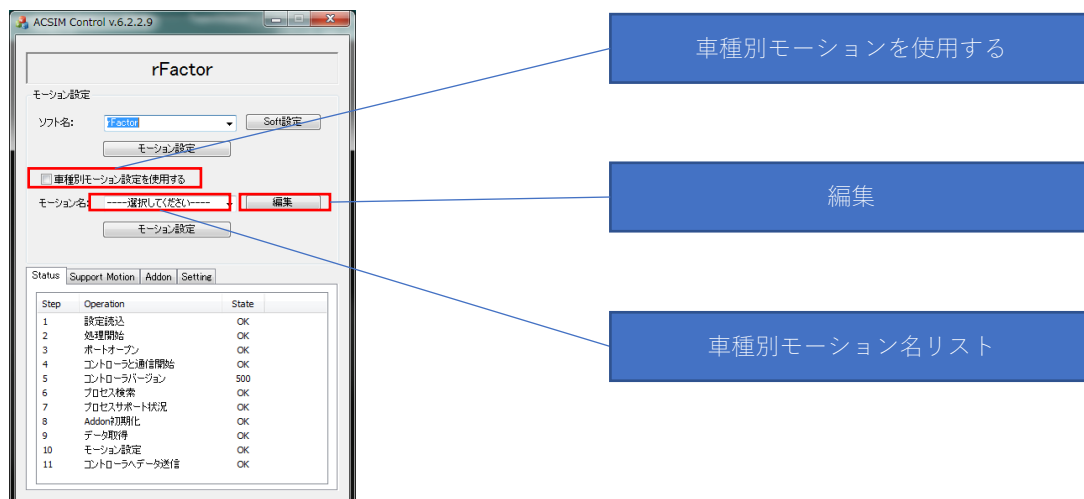 ACSIM Control v.6.2.2.9
rFactor
モーション設定
ソフト名: rFactor Soft設定
モーション設定
車種別モーション設定を使用する
モーション名: ----選択してください---- 編集
モーション設定
Status Support Motion Addon Setting
Step Operation State
1 設定読込 OK
2 処理開始 OK
3 ポートオープン OK
4 コントローラと通信開始 OK
5 コントローラバージョン 500
6 プロセス検索 OK
7 プロセスサポート状況 OK
8 Addon初期化 OK
9 データ取得 OK
10 モーション設定 OK
11 コントローラへデータ送信 OK
車種別モーションを使用する
編集
車種別モーション名リスト